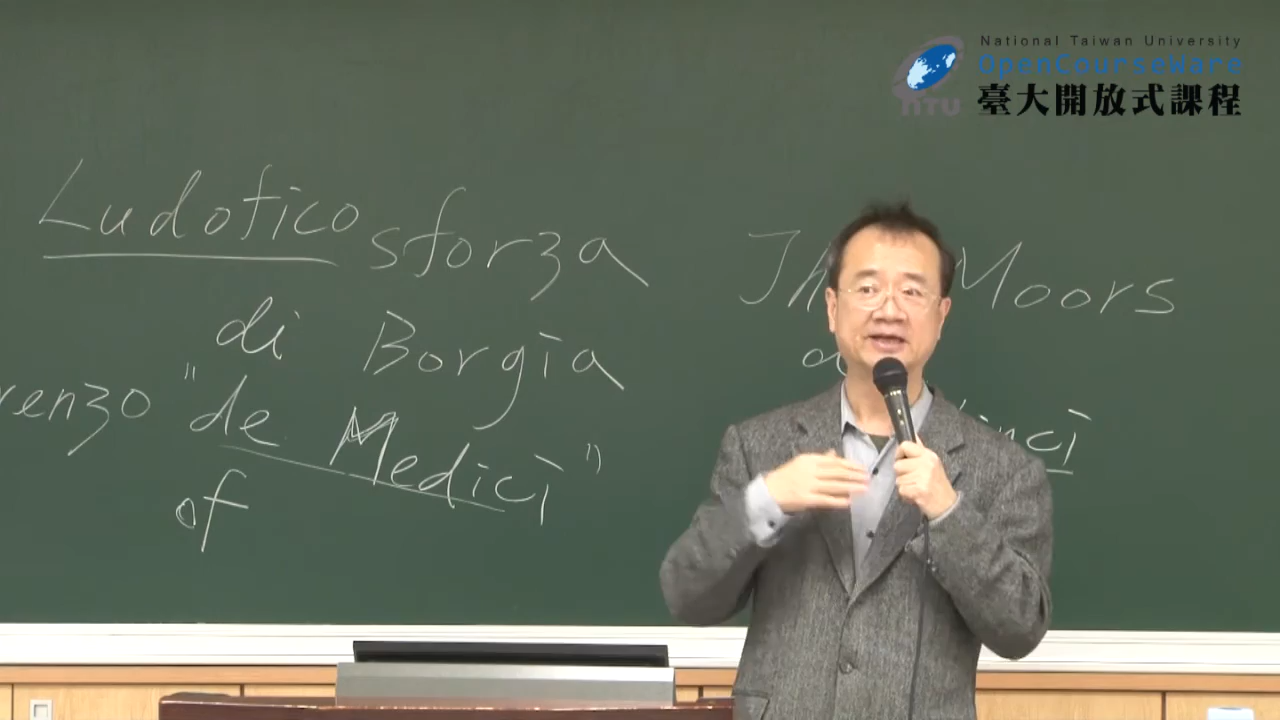 National Taiwan University
OpenCourseWare
臺大開放式課程
NTU
Ludofico sforza
di Borgia
renzo "de Medici"
of
Moors